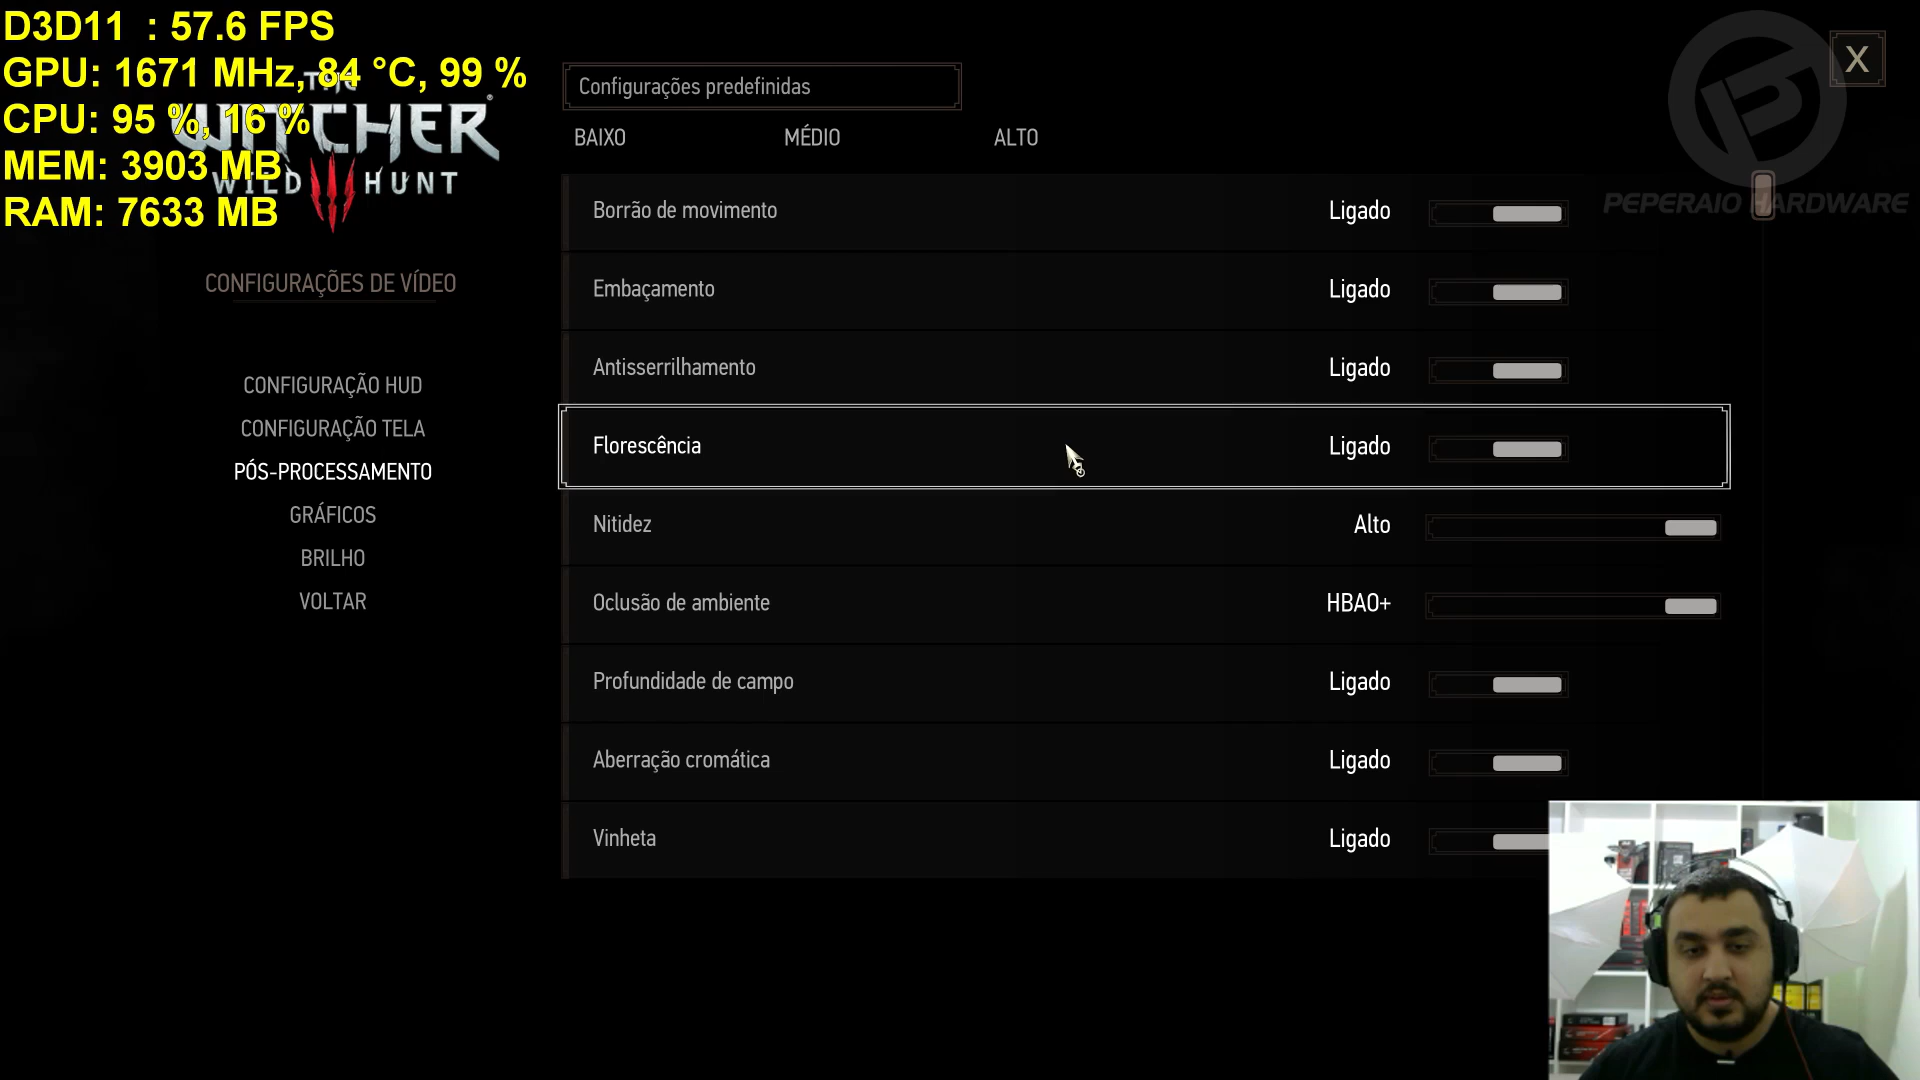 D3D11 : 57.6 FPS
GPU: 1671 MHz, 84 °C, 99 %
CPU: 95 %, 16 %
MEM: 3903 MB
RAM: 7633 MB
THE
WITCHER
WILD HUNT
CONFIGURAÇÕES DE VÍDEO
CONFIGURAÇÃO HUD
CONFIGURAÇÃO TELA
PÓS-PROCESSAMENTO
GRÁFICOS
BRILHO
VOLTAR
Configurações predefinidas
BAIXO MÉDIO ALTO
Borrão de movimento Ligado
Embaçamento Ligado
Antisserrilhamento Ligado
Florescência Ligado
Nitidez Alto
Oclusão de ambiente HBAO+
Profundidade de campo Ligado
Aberração cromática Ligado
Vinheta Ligado
X
PEPERAIO HARDWARE